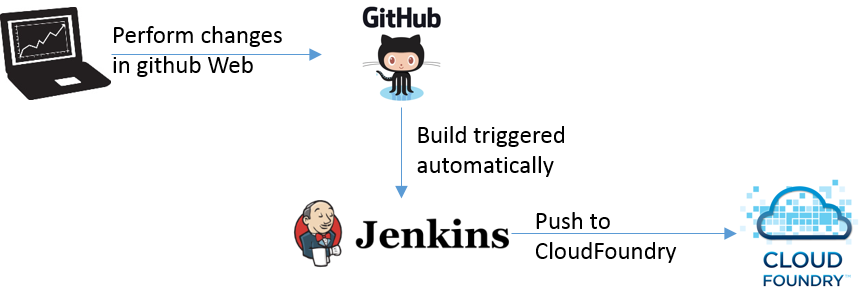 GitHub
Perform changes
in github Web
Build triggered
automatically
Jenkins
Push to
CloudFoundry
CLOUD
FOUNDRY™